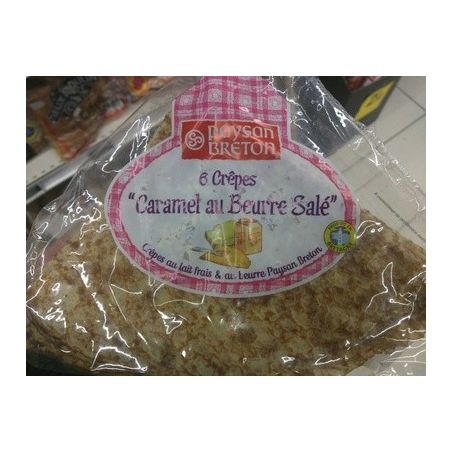 Paysan
Breton
6 Crêpes
"Caramel au Beurre Salé"
Crêpes au lait frais & au beurre Paysan Breton